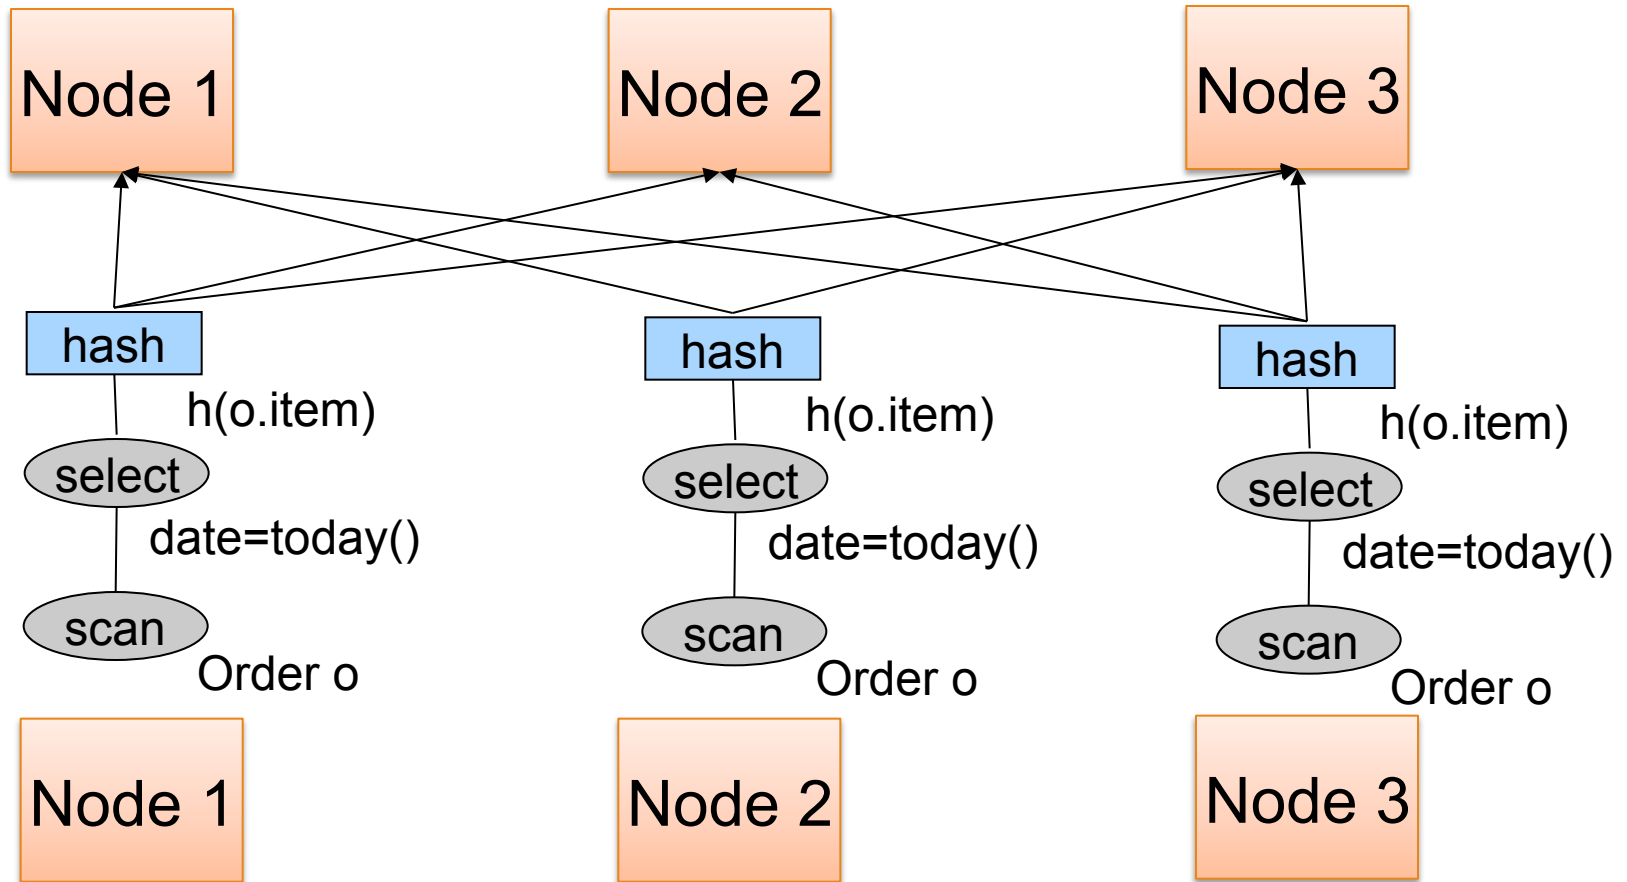 Node 1
Node 2
Node 3
hash
hash
hash
h(o.item)
h(o.item)
h(o.item)
select
select
select
date=today()
date=today()
date=today()
scan
scan
scan
Order o
Order o
Order o
Node 1
Node 2
Node 3